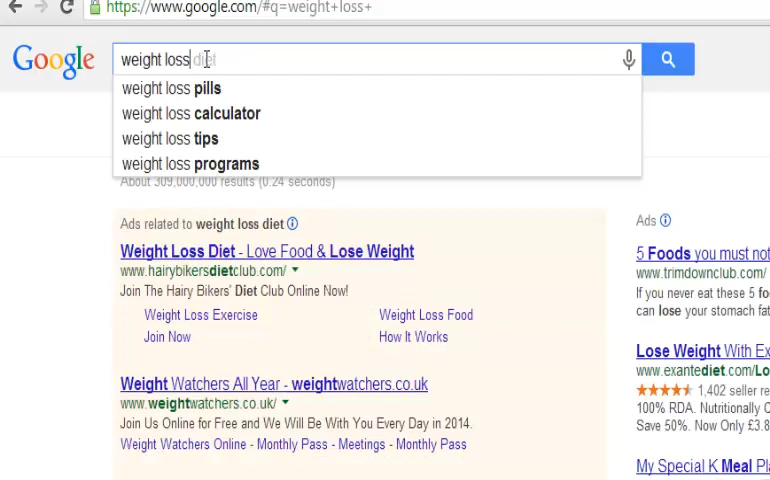 https://www.google.com/#q=weight+loss+
Google
weight loss diet
weight loss pills
weight loss calculator
weight loss tips
weight loss programs
About 309,000,000 results (0.24 seconds)
Ads related to weight loss diet
Weight Loss Diet - Love Food & Lose Weight
www.hairybikersdietclub.com/
Join The Hairy Bikers' Diet Club Online Now!
Weight Loss Exercise
Weight Loss Food
Join Now
How It Works
Weight Watchers All Year - weightwatchers.co.uk
www.weightwatchers.co.uk/
Join Us Online for Free and We Will Be With You Every Day in 2014.
Weight Watchers Online - Monthly Pass - Meetings - Monthly Pass
Ads
5 Foods you must not
www.trimdownclub.com/
If you never eat these 5 fo
can lose your stomach fat
Lose Weight With Ex
www.exantediet.com/Lo
1,402 seller re
100% RDA. Nutritionally C
Save 50%. Now Only £3.8
My Special K Meal Pl